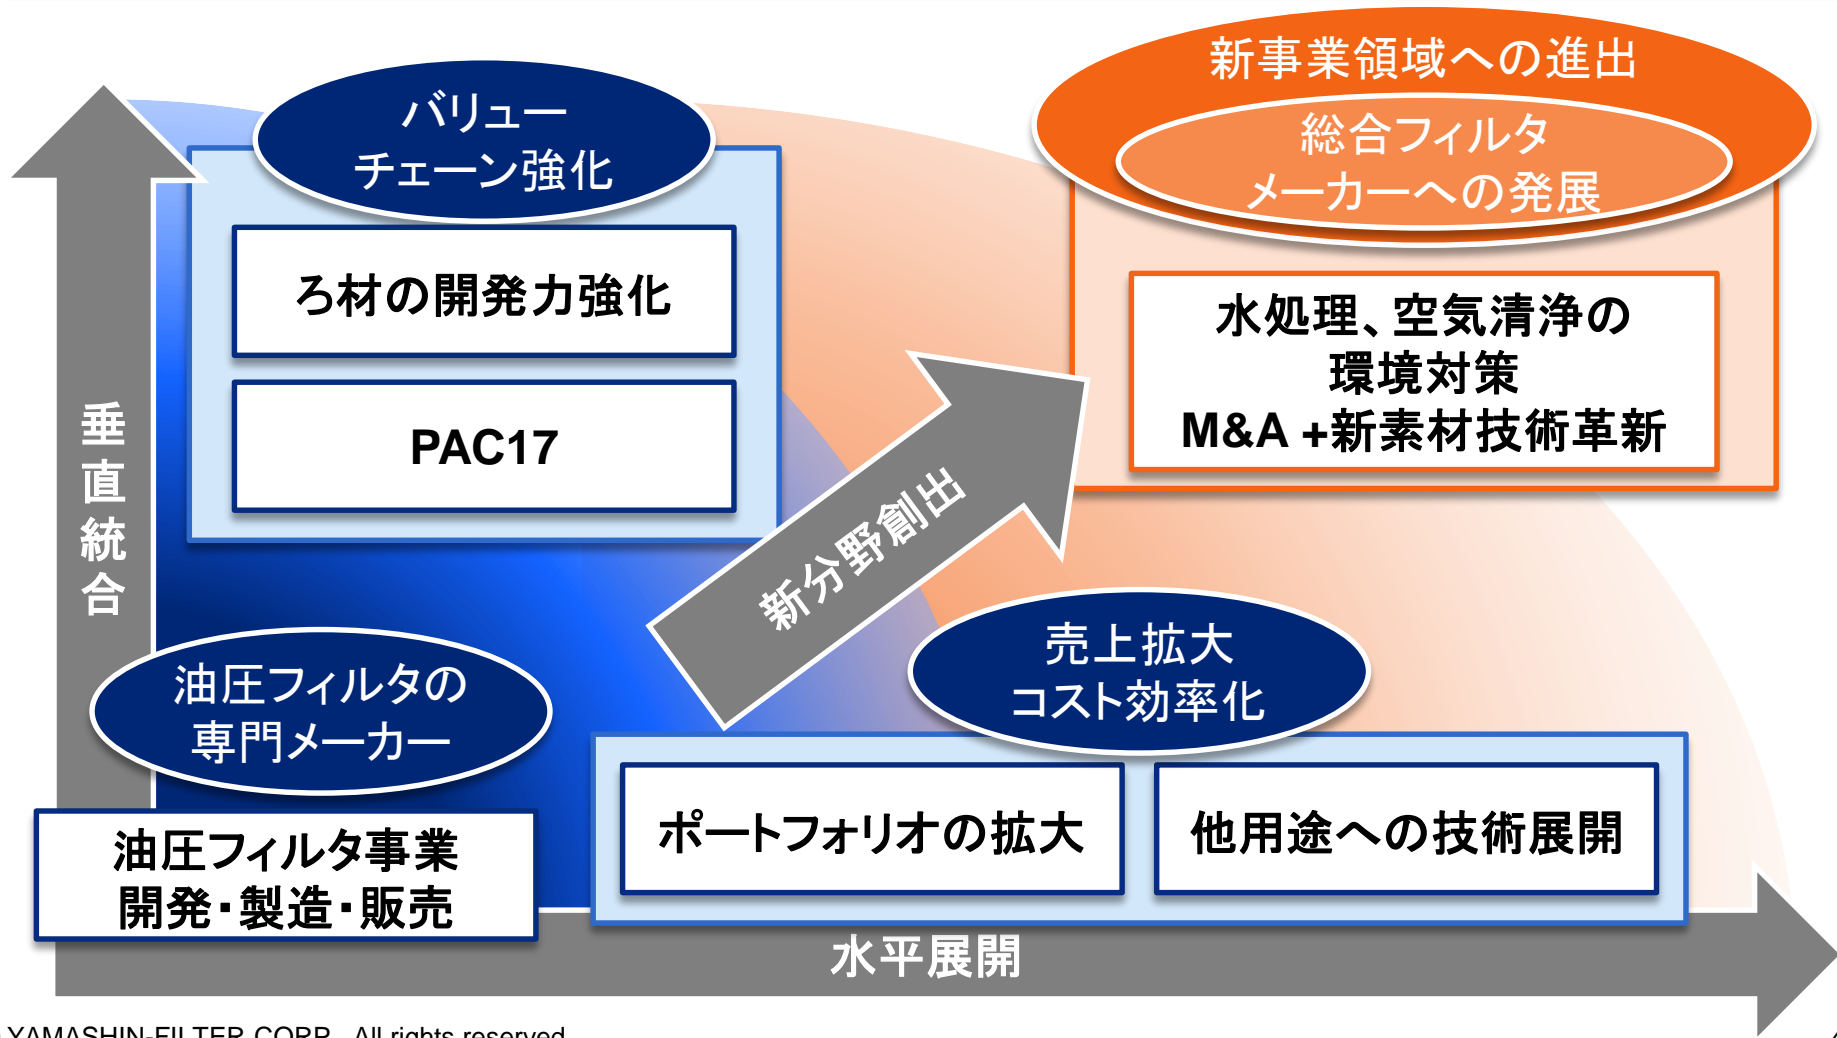 新事業領域への進出
総合フィルタ
メーカーへの発展
水処理、空気清浄の
環境対策
M&A +新素材技術革新
バリュー
チェーン強化
ろ材の開発力強化
PAC17
垂直統合
新分野創出
油圧フィルタの
専門メーカー
油圧フィルタ事業
開発・製造・販売
売上拡大
コスト効率化
ポートフォリオの拡大
他用途への技術展開
水平展開
YAMASHIN-FILTER CORP. All rights reserved